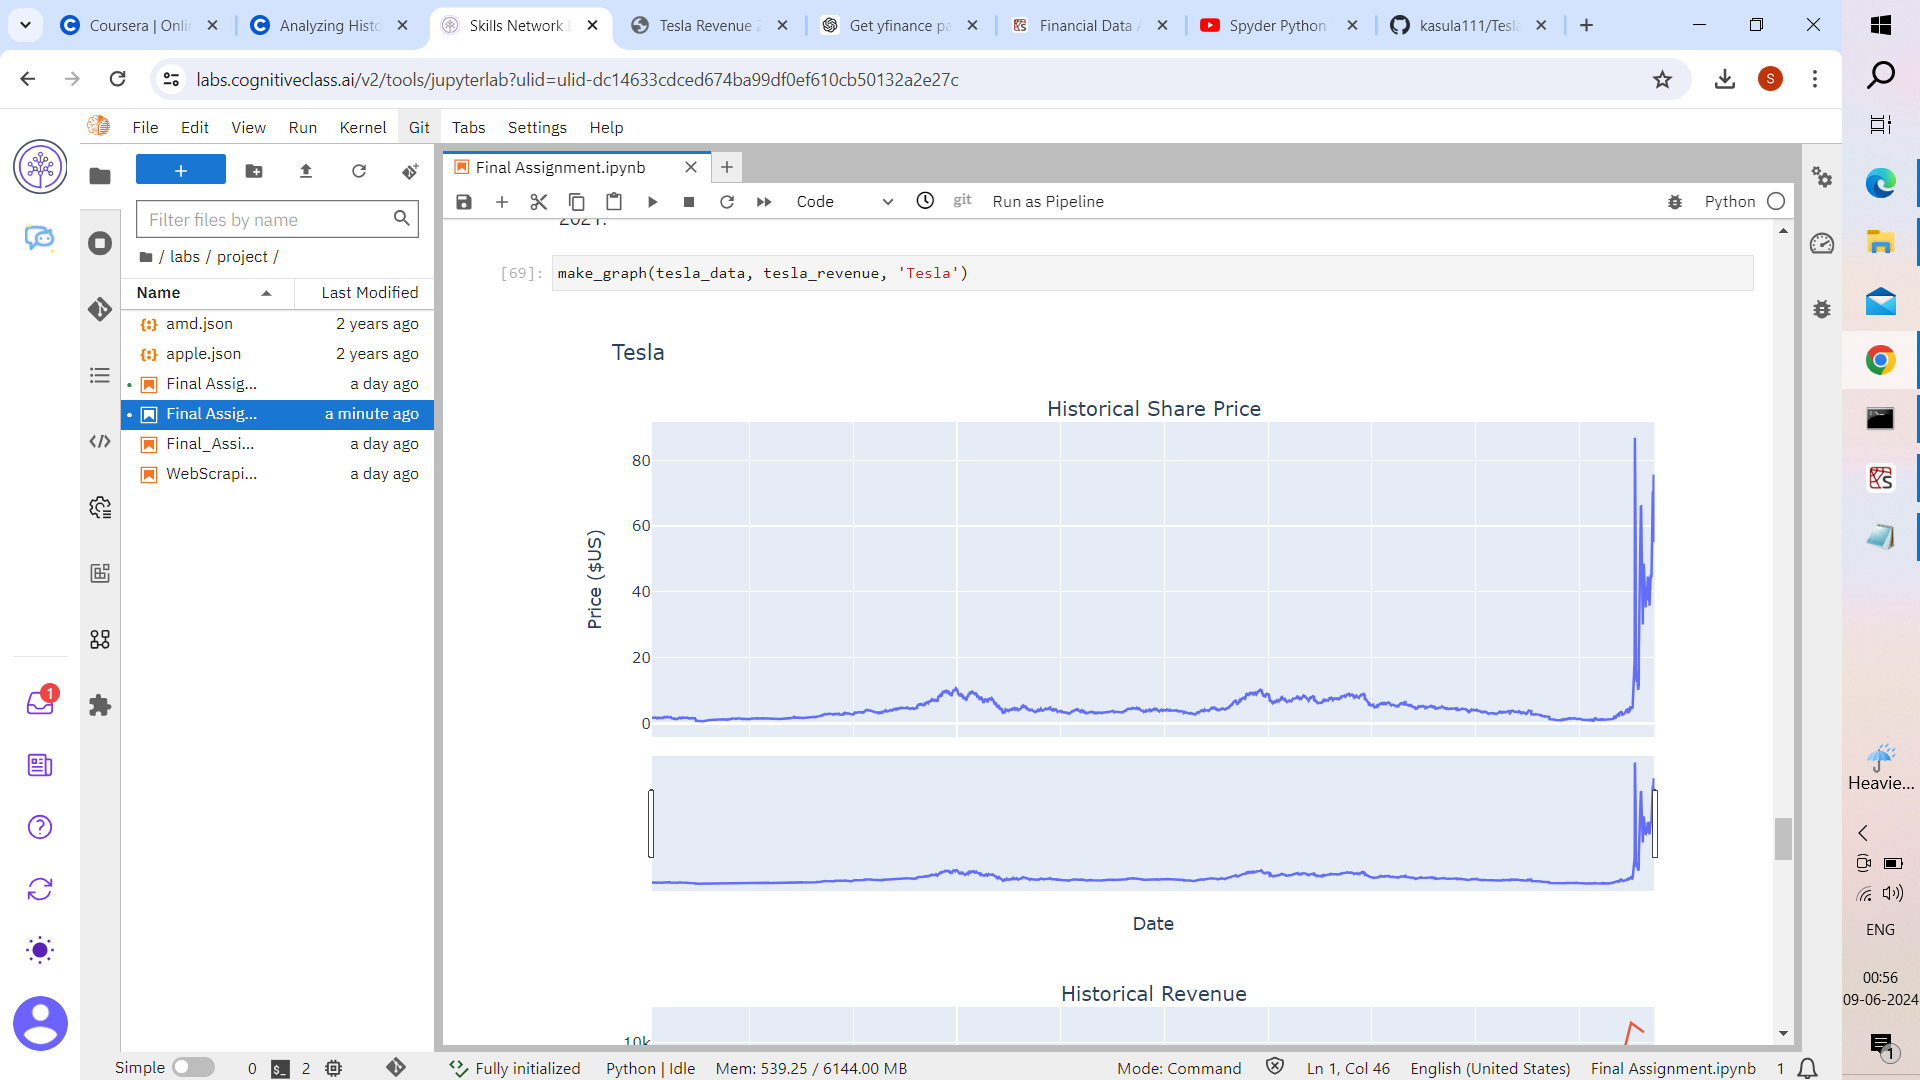 Coursera | Onli
Analyzing Histo
Skills Network
Tesla Revenue 2
Get yfinance pa
Financial Data A
Spyder Python
kasula111/Tesla
labs.cognitiveclass.ai/v2/tools/jupyterlab?ulid=ulid-dc14633cdced674ba99df0ef610cb50132a2e27c
S
File Edit View Run Kernel Git Tabs Settings Help
Final Assignment.ipynb
Filter files by name
/ labs / project /
Name Last Modified
amd.json 2 years ago
apple.json 2 years ago
Final Assig... a day ago
Final Assig... a minute ago
Final_Assi... a day ago
WebScrapi... a day ago
Code
git
Run as Pipeline
Python
2021.
[69]: make_graph(tesla_data, tesla_revenue, 'Tesla')
Tesla
Historical Share Price
80
60
40
20
0
Price ($US)
Date
Historical Revenue
10k
1
Heavie...
ENG
00:56
09-06-2024
1
Simple 0 2 Fully initialized Python | Idle Mem: 539.25 / 6144.00 MB Mode: Command Ln 1, Col 46 English (United States) Final Assignment.ipynb 1